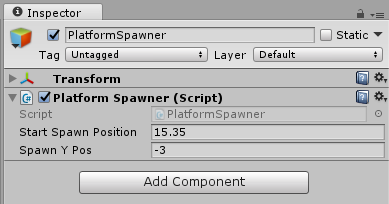 Inspector
PlatformSpawner Static
Tag Untagged Layer Default
Transform
Platform Spawner (Script)
Script PlatformSpawner
Start Spawn Position 15.35
Spawn Y Pos -3
Add Component